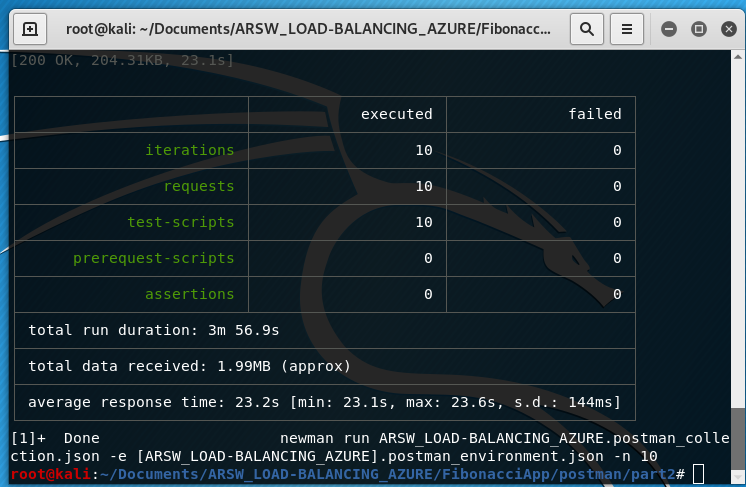 root@kali: ~/Documents/ARSW_LOAD-BALANCING_AZURE/Fibonacc...
[200 OK, 204.31KB, 23.1s]
executed failed
iterations 10 0
requests 10 0
test-scripts 10 0
prerequest-scripts 0 0
assertions 0 0
total run duration: 3m 56.9s
total data received: 1.99MB (approx)
average response time: 23.2s [min: 23.1s, max: 23.6s, s.d.: 144ms]
[1]+  Done                    newman run ARSW_LOAD-BALANCING_AZURE.postman_colle
ction.json -e [ARSW_LOAD-BALANCING_AZURE].postman_environment.json -n 10
root@kali:~/Documents/ARSW_LOAD-BALANCING_AZURE/FibonacciApp/postman/part2#